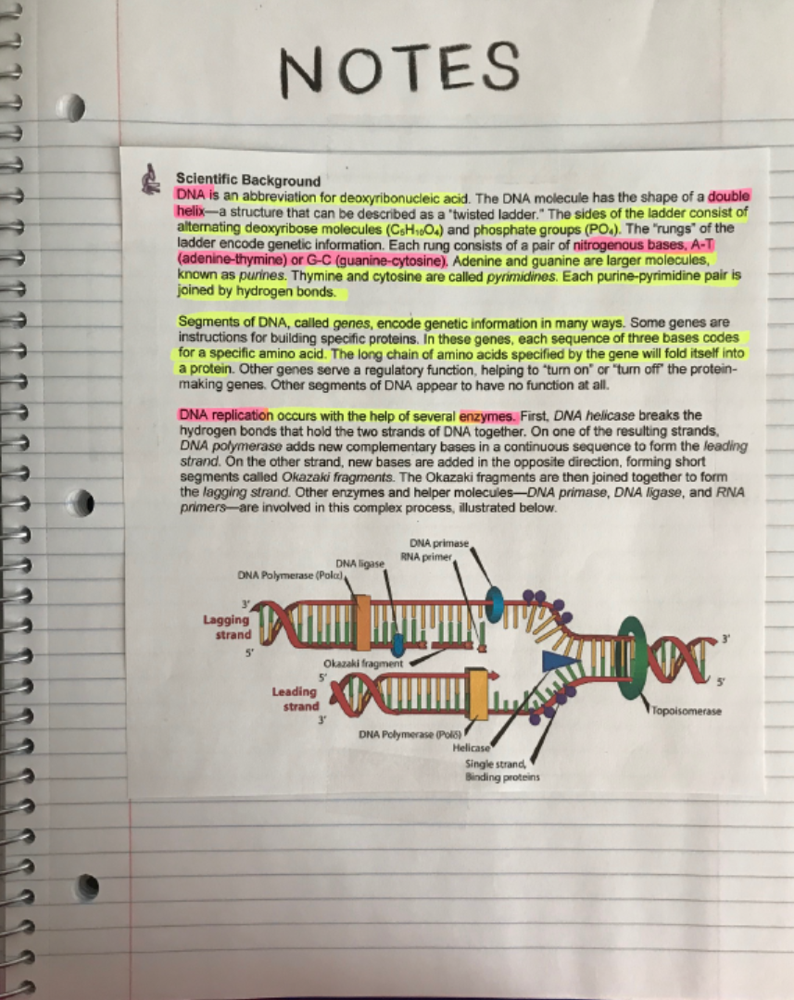 NOTES
Scientific Background
DNA is an abbreviation for deoxyribonucleic acid. The DNA molecule has the shape of a double
helix—a structure that can be described as a "twisted ladder." The sides of the ladder consist of
alternating deoxyribose molecules (C₅H₁₀O₄) and phosphate groups (PO₄). The "rungs" of the
ladder encode genetic information. Each rung consists of a pair of nitrogenous bases, A-T
(adenine-thymine) or G-C (guanine-cytosine). Adenine and guanine are larger molecules,
known as purines. Thymine and cytosine are called pyrimidines. Each purine-pyrimidine pair is
joined by hydrogen bonds.
Segments of DNA, called genes, encode genetic information in many ways. Some genes are
instructions for building specific proteins. In these genes, each sequence of three bases codes
for a specific amino acid. The long chain of amino acids specified by the gene will fold itself into
a protein. Other genes serve a regulatory function, helping to "turn on" or "turn off" the protein-
making genes. Other segments of DNA appear to have no function at all.
DNA replication occurs with the help of several enzymes. First, DNA helicase breaks the
hydrogen bonds that hold the two strands of DNA together. On one of the resulting strands,
DNA polymerase adds new complementary bases in a continuous sequence to form the leading
strand. On the other strand, new bases are added in the opposite direction, forming short
segments called Okazaki fragments. The Okazaki fragments are then joined together to form
the lagging strand. Other enzymes and helper molecules—DNA primase, DNA ligase, and RNA
primers—are involved in this complex process, illustrated below.
DNA primase
RNA primer
DNA ligase
DNA Polymerase (Polα)
3'
Lagging
strand
5'
3'
5'
Okazaki fragment
5'
Leading
strand
3'
Topoisomerase
DNA Polymerase (Polδ)
Helicase
Single strand,
Binding proteins